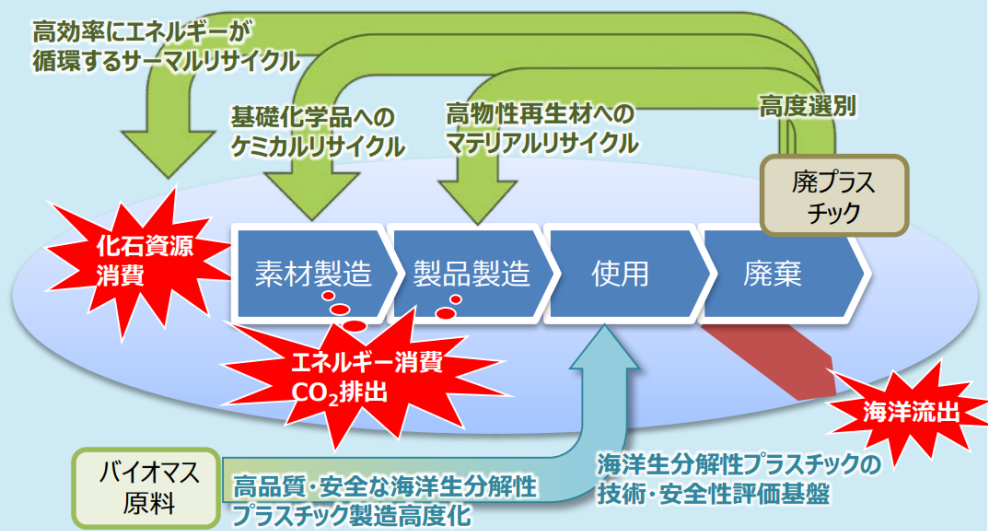 高効率にエネルギーが
循環するサーマルリサイクル
基礎化学品への
ケミカルリサイクル
高物性再生材への
マテリアルリサイクル
高度選別
廃プラス
チック
化石資源
消費
素材製造
製品製造
使用
廃棄
エネルギー消費
CO₂排出
海洋流出
バイオマス
原料
高品質・安全な海洋生分解性
プラスチック製造高度化
海洋生分解性プラスチックの
技術・安全性評価基盤